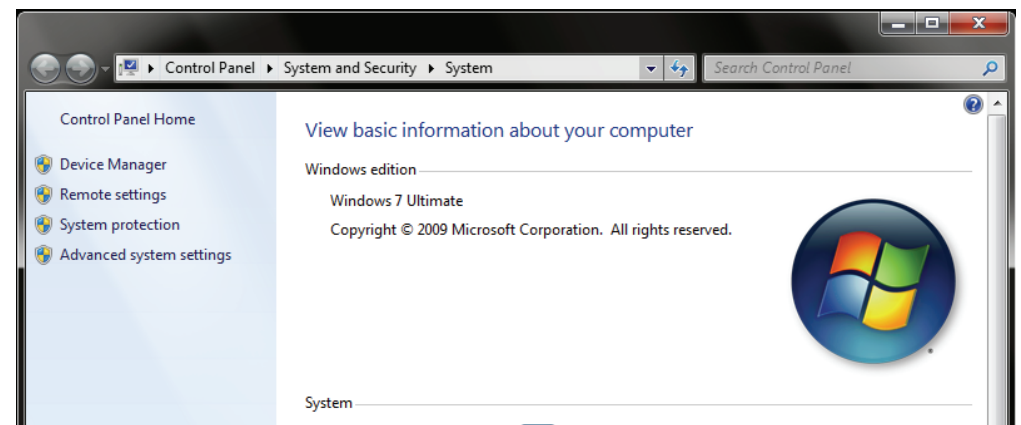 Control Panel ▸ System and Security ▸ System
Search Control Panel
Control Panel Home
Device Manager
Remote settings
System protection
Advanced system settings
View basic information about your computer
Windows edition
Windows 7 Ultimate
Copyright © 2009 Microsoft Corporation. All rights reserved.
System